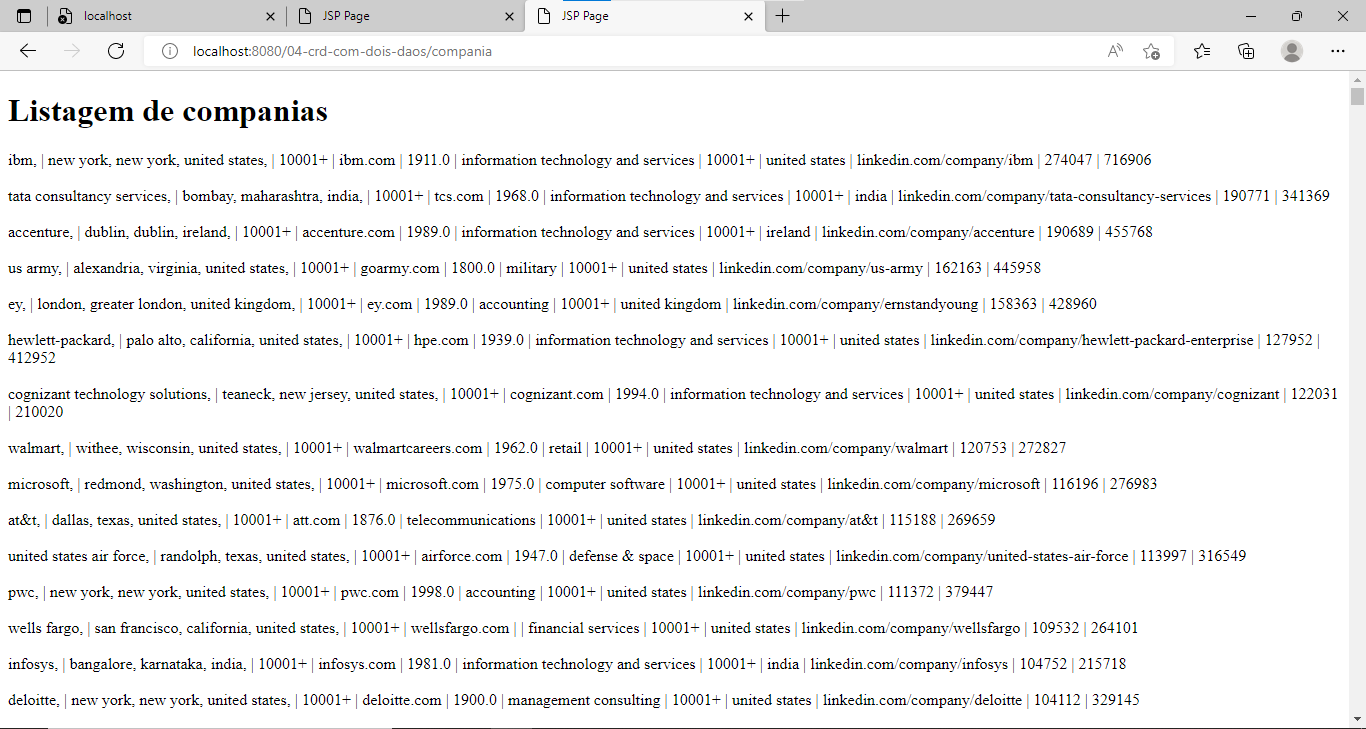 localhost
JSP Page
JSP Page
localhost:8080/04-crd-com-dois-daos/compania
Listagem de companias
ibm, | new york, new york, united states, | 10001+ | ibm.com | 1911.0 | information technology and services | 10001+ | united states | linkedin.com/company/ibm | 274047 | 716906
tata consultancy services, | bombay, maharashtra, india, | 10001+ | tcs.com | 1968.0 | information technology and services | 10001+ | india | linkedin.com/company/tata-consultancy-services | 190771 | 341369
accenture, | dublin, dublin, ireland, | 10001+ | accenture.com | 1989.0 | information technology and services | 10001+ | ireland | linkedin.com/company/accenture | 190689 | 455768
us army, | alexandria, virginia, united states, | 10001+ | goarmy.com | 1800.0 | military | 10001+ | united states | linkedin.com/company/us-army | 162163 | 445958
ey, | london, greater london, united kingdom, | 10001+ | ey.com | 1989.0 | accounting | 10001+ | united kingdom | linkedin.com/company/ernstandyoung | 158363 | 428960
hewlett-packard, | palo alto, california, united states, | 10001+ | hpe.com | 1939.0 | information technology and services | 10001+ | united states | linkedin.com/company/hewlett-packard-enterprise | 127952 |
412952
cognizant technology solutions, | teaneck, new jersey, united states, | 10001+ | cognizant.com | 1994.0 | information technology and services | 10001+ | united states | linkedin.com/company/cognizant | 122031
| 210020
walmart, | withee, wisconsin, united states, | 10001+ | walmartcareers.com | 1962.0 | retail | 10001+ | united states | linkedin.com/company/walmart | 120753 | 272827
microsoft, | redmond, washington, united states, | 10001+ | microsoft.com | 1975.0 | computer software | 10001+ | united states | linkedin.com/company/microsoft | 116196 | 276983
at&t, | dallas, texas, united states, | 10001+ | att.com | 1876.0 | telecommunications | 10001+ | united states | linkedin.com/company/at&t | 115188 | 269659
united states air force, | randolph, texas, united states, | 10001+ | airforce.com | 1947.0 | defense & space | 10001+ | united states | linkedin.com/company/united-states-air-force | 113997 | 316549
pwc, | new york, new york, united states, | 10001+ | pwc.com | 1998.0 | accounting | 10001+ | united states | linkedin.com/company/pwc | 111372 | 379447
wells fargo, | san francisco, california, united states, | 10001+ | wellsfargo.com | | financial services | 10001+ | united states | linkedin.com/company/wellsfargo | 109532 | 264101
infosys, | bangalore, karnataka, india, | 10001+ | infosys.com | 1981.0 | information technology and services | 10001+ | india | linkedin.com/company/infosys | 104752 | 215718
deloitte, | new york, new york, united states, | 10001+ | deloitte.com | 1900.0 | management consulting | 10001+ | united states | linkedin.com/company/deloitte | 104112 | 329145